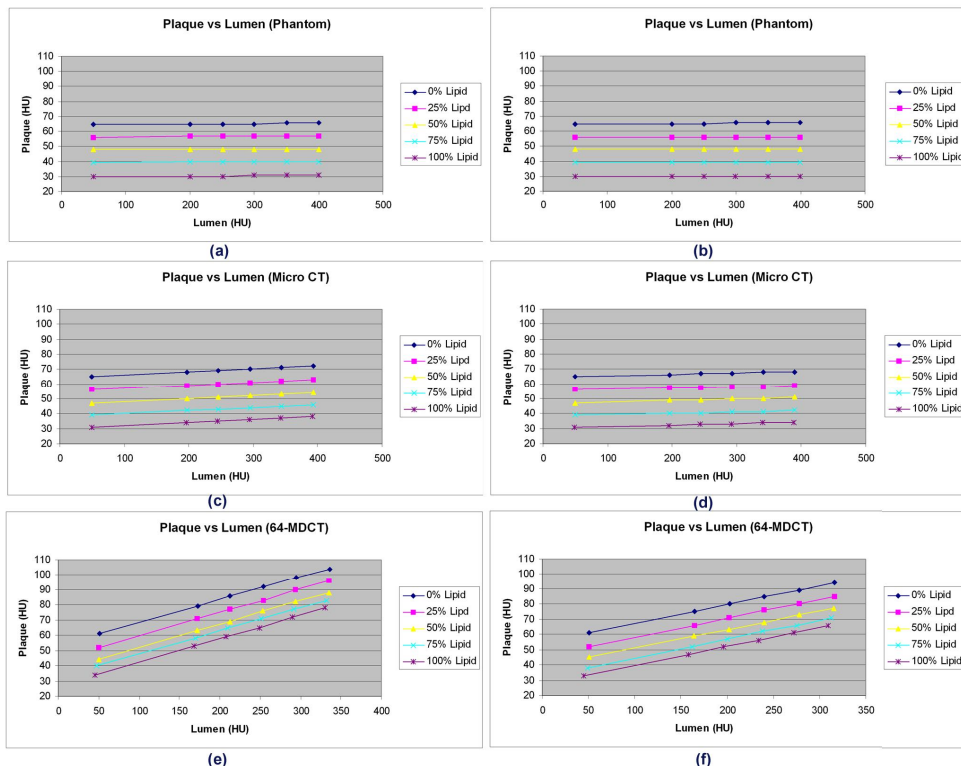 Plaque vs Lumen (Phantom)
Plaque (HU)
110
100
90
80
70
60
50
40
30
20
0
100
200
300
400
500
Lumen (HU)
0% Lipid
25% Lipd
50% Lipid
75% Lipid
100% Lipid
(a)
Plaque vs Lumen (Phantom)
Plaque (HU)
110
100
90
80
70
60
50
40
30
20
0
100
200
300
400
500
Lumen (HU)
0% Lipid
25% Lipd
50% Lipid
75% Lipid
100% Lipid
(b)
Plaque vs Lumen (Micro CT)
Plaque (HU)
110
100
90
80
70
60
50
40
30
20
0
100
200
300
400
500
Lumen (HU)
0% Lipid
25% Lipd
50% Lipid
75% Lipid
100% Lipid
(c)
Plaque vs Lumen (Micro CT)
Plaque (HU)
110
100
90
80
70
60
50
40
30
20
0
100
200
300
400
500
Lumen (HU)
0% Lipid
25% Lipd
50% Lipid
75% Lipid
100% Lipid
(d)
Plaque vs Lumen (64-MDCT)
Plaque (HU)
110
100
90
80
70
60
50
40
30
20
0
50
100
150
200
250
300
350
400
Lumen (HU)
0% Lipid
25% Lipd
50% Lipid
75% Lipid
100% Lipid
(e)
Plaque vs Lumen (64-MDCT)
Plaque (HU)
110
100
90
80
70
60
50
40
30
20
0
50
100
150
200
250
300
350
Lumen (HU)
0% Lipid
25% Lipd
50% Lipid
75% Lipid
100% Lipid
(f)